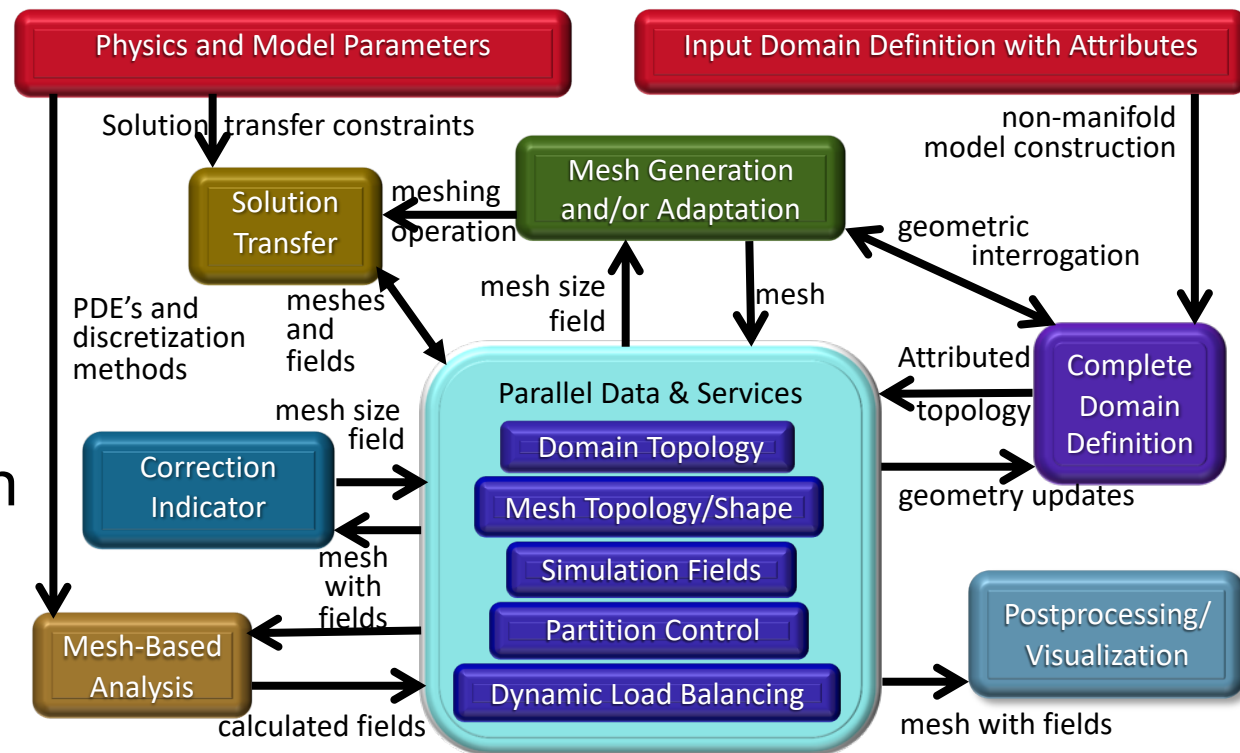 Physics and Model Parameters
Input Domain Definition with Attributes
Solution transfer constraints
non-manifold
model construction
Mesh Generation
and/or Adaptation
meshing
operation
Solution
Transfer
geometric
interrogation
mesh size
field
mesh
meshes
and
fields
PDE's and
discretization
methods
Attributed
topology
Complete
Domain
Definition
Parallel Data & Services
Domain Topology
Mesh Topology/Shape
Simulation Fields
Partition Control
Dynamic Load Balancing
mesh size
field
Correction
Indicator
n
geometry updates
mesh
with
fields
Mesh-Based
Analysis
calculated fields
Postprocessing/
Visualization
mesh with fields